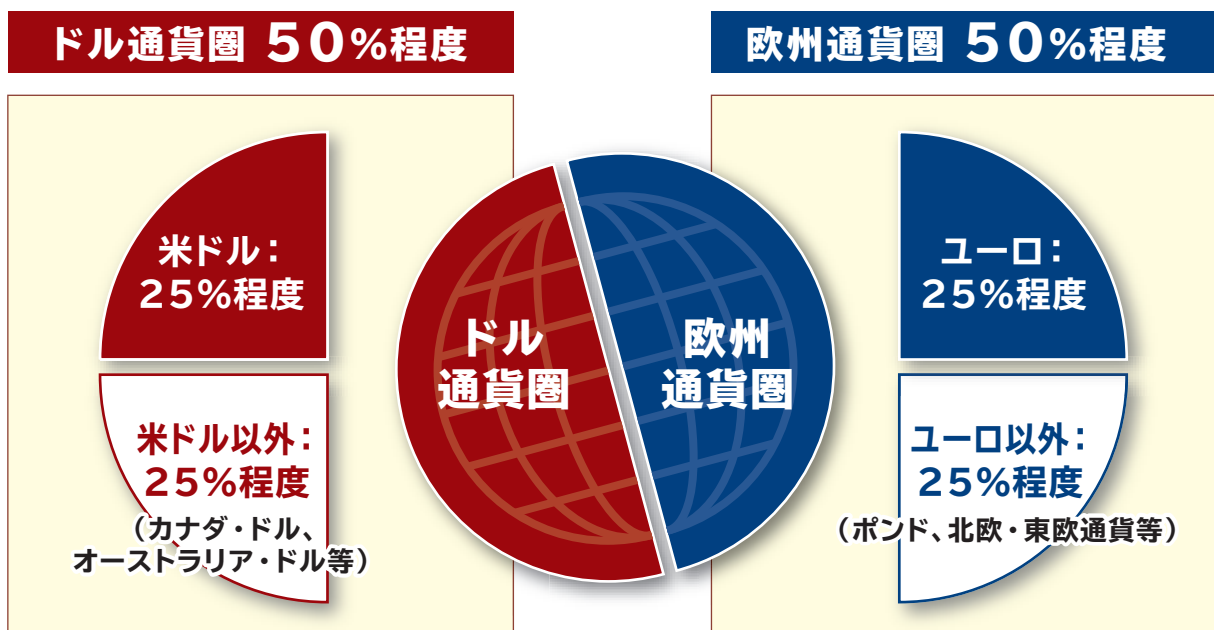 ドル通貨圏 50%程度
欧州通貨圏 50%程度
米ドル：
25%程度
米ドル以外：
25%程度
（カナダ・ドル、
オーストラリア・ドル等）
ドル
通貨圏
欧州
通貨圏
ユーロ：
25%程度
ユーロ以外：
25%程度
（ポンド、北欧・東欧通貨等）